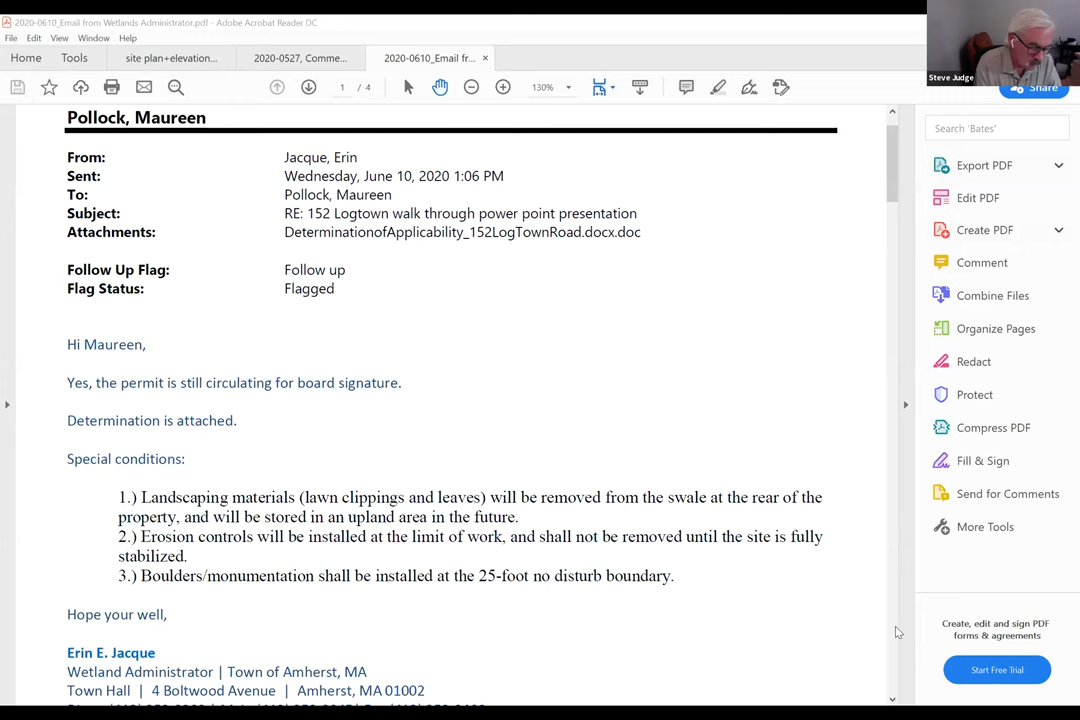 2020-0610_Email from Wetlands Administrator.pdf - Adobe Acrobat Reader DC
File Edit View Window Help
Home Tools site plan+elevation... 2020-0527, Comme... 2020-0610_Email fr... ×
1 / 4 130%
Steve Judge
Share
Pollock, Maureen
From: Jacque, Erin
Sent: Wednesday, June 10, 2020 1:06 PM
To: Pollock, Maureen
Subject: RE: 152 Logtown walk through power point presentation
Attachments: DeterminationofApplicability_152LogTownRoad.docx.doc
Follow Up Flag: Follow up
Flag Status: Flagged
Hi Maureen,
Yes, the permit is still circulating for board signature.
Determination is attached.
Special conditions:
1.) Landscaping materials (lawn clippings and leaves) will be removed from the swale at the rear of the
property, and will be stored in an upland area in the future.
2.) Erosion controls will be installed at the limit of work, and shall not be removed until the site is fully
stabilized.
3.) Boulders/monumentation shall be installed at the 25-foot no disturb boundary.
Hope your well,
Erin E. Jacque
Wetland Administrator | Town of Amherst, MA
Town Hall | 4 Boltwood Avenue | Amherst, MA 01002
Search 'Bates'
Export PDF
Edit PDF
Create PDF
Comment
Combine Files
Organize Pages
Redact
Protect
Compress PDF
Fill & Sign
Send for Comments
More Tools
Create, edit and sign PDF
forms & agreements
Start Free Trial